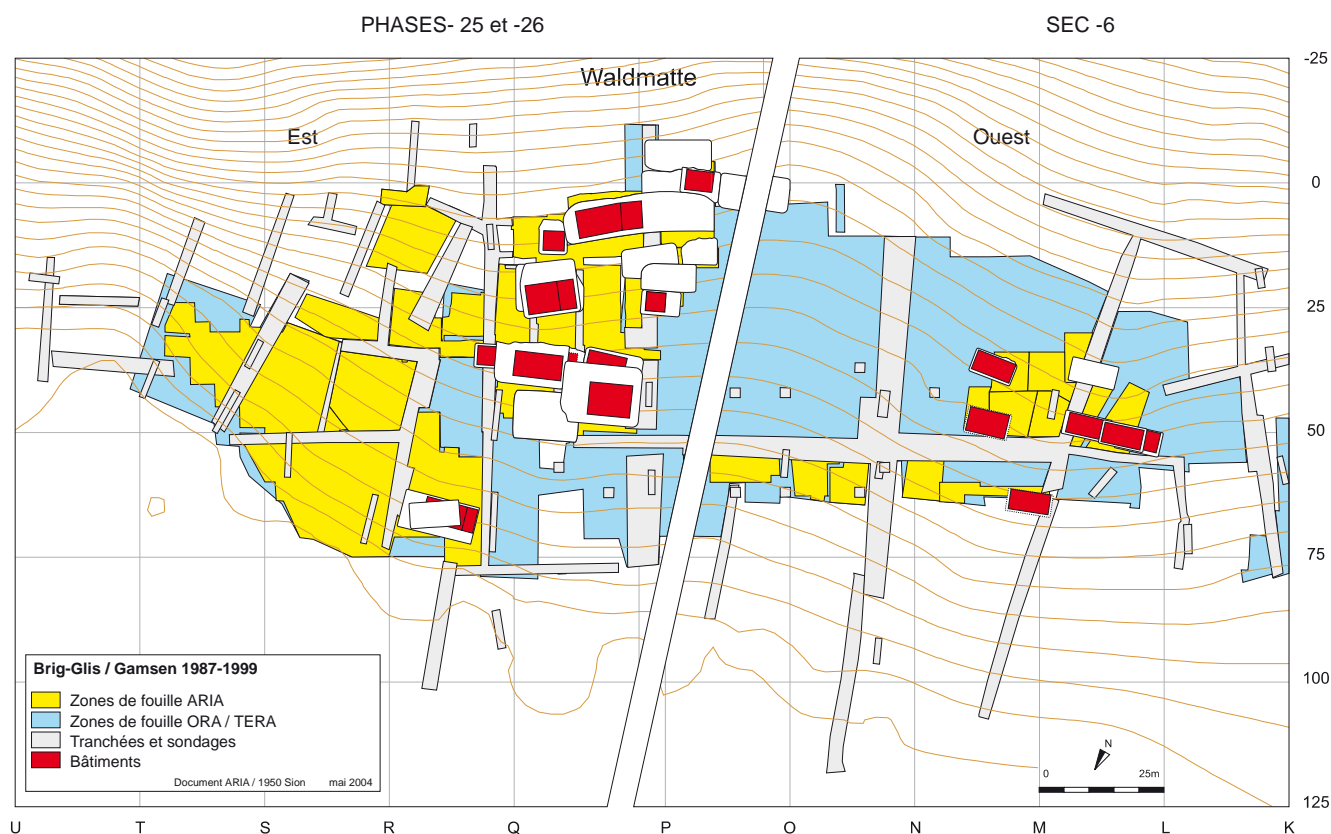 PHASES- 25 et -26
SEC -6
Waldmatte
Est
Ouest
-25
0
25
50
75
100
125
Brig-Glis / Gamsen 1987-1999
Zones de fouille ARIA
Zones de fouille ORA / TERA
Tranchées et sondages
Bâtiments
Document ARIA / 1950 Sion mai 2004
N
0 25m
U T S R Q P O N M L K